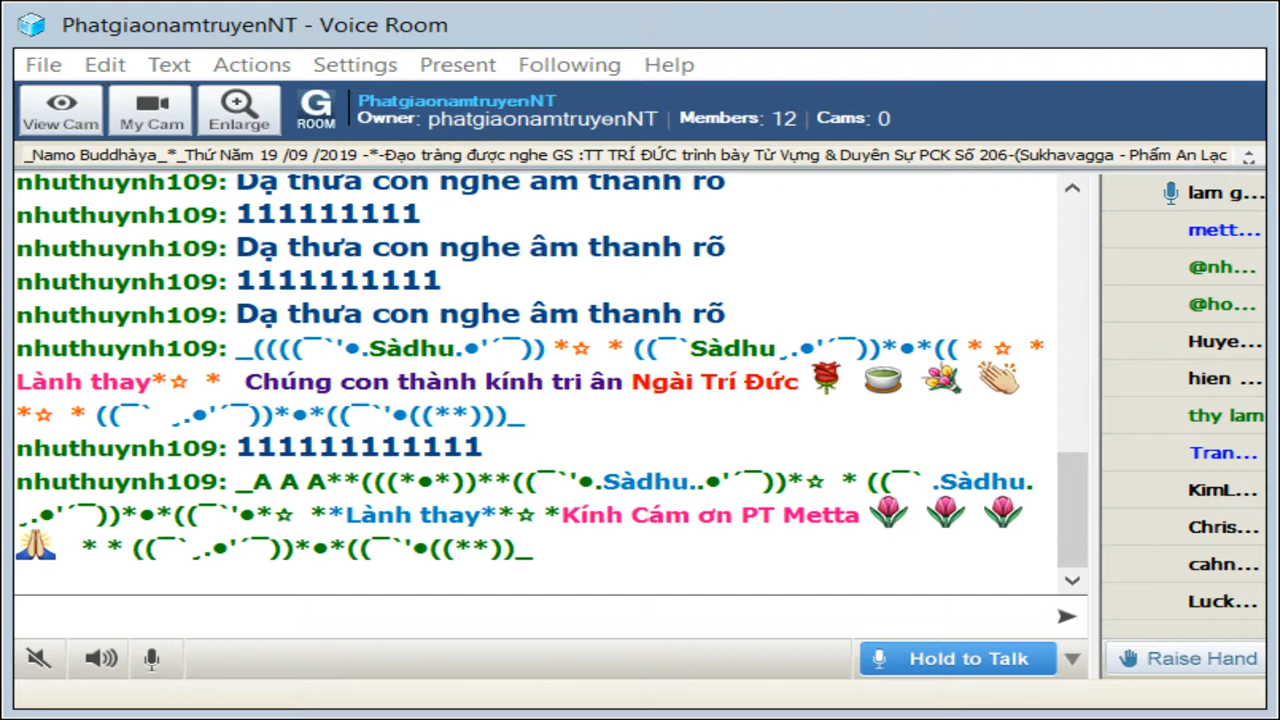 PhatgiaonamtruyenNT - Voice Room
File Edit Text Actions Settings Present Following Help
View Cam My Cam Enlarge G ROOM
PhatgiaonamtruyenNT
Owner: phatgiaonamtruyenNT | Members: 12 | Cams: 0
_Namo Buddhàya_*_Thứ Năm 19 /09 /2019 -*-Đạo tràng được nghe GS :TT TRÍ ĐỨC trình bày Từ Vựng & Duyên Sự PCK Số 206-(Sukhavagga - Phẩm An Lạc
nhuthuynh109: Dạ thưa con nghe âm thanh rõ
nhuthuynh109: 111111111
nhuthuynh109: Dạ thưa con nghe âm thanh rõ
nhuthuynh109: 1111111111
nhuthuynh109: Dạ thưa con nghe âm thanh rõ
nhuthuynh109: _((((¯`'●.Sàdhu.●'´¯)) *☆ * ((¯`Sàdhu¸.●'´¯))*●*(( * ☆ *
Lành thay*☆ * Chúng con thành kính tri ân Ngài Trí Đức 🌹 🍵 💐 👏
*☆ * ((¯` ¸.●'´¯))*●*((¯`'●((**)))_
nhuthuynh109: 111111111111
nhuthuynh109: _A A A**(((*●*))**((¯`'●.Sàdhu..●'´¯))*☆ * ((¯` .Sàdhu.
¸.●'´¯))*●*((¯`'●*☆ **Lành thay**☆ *Kính Cám ơn PT Metta 🌷 🌷 🌷
🙏 * * ((¯`¸.●'´¯))*●*((¯`'●((**))_
lam g...
mett...
@nh...
@ho...
Huye...
hien ...
thy lam
Tran...
KimL...
Chris...
cahn...
Luck...
Hold to Talk
Raise Hand